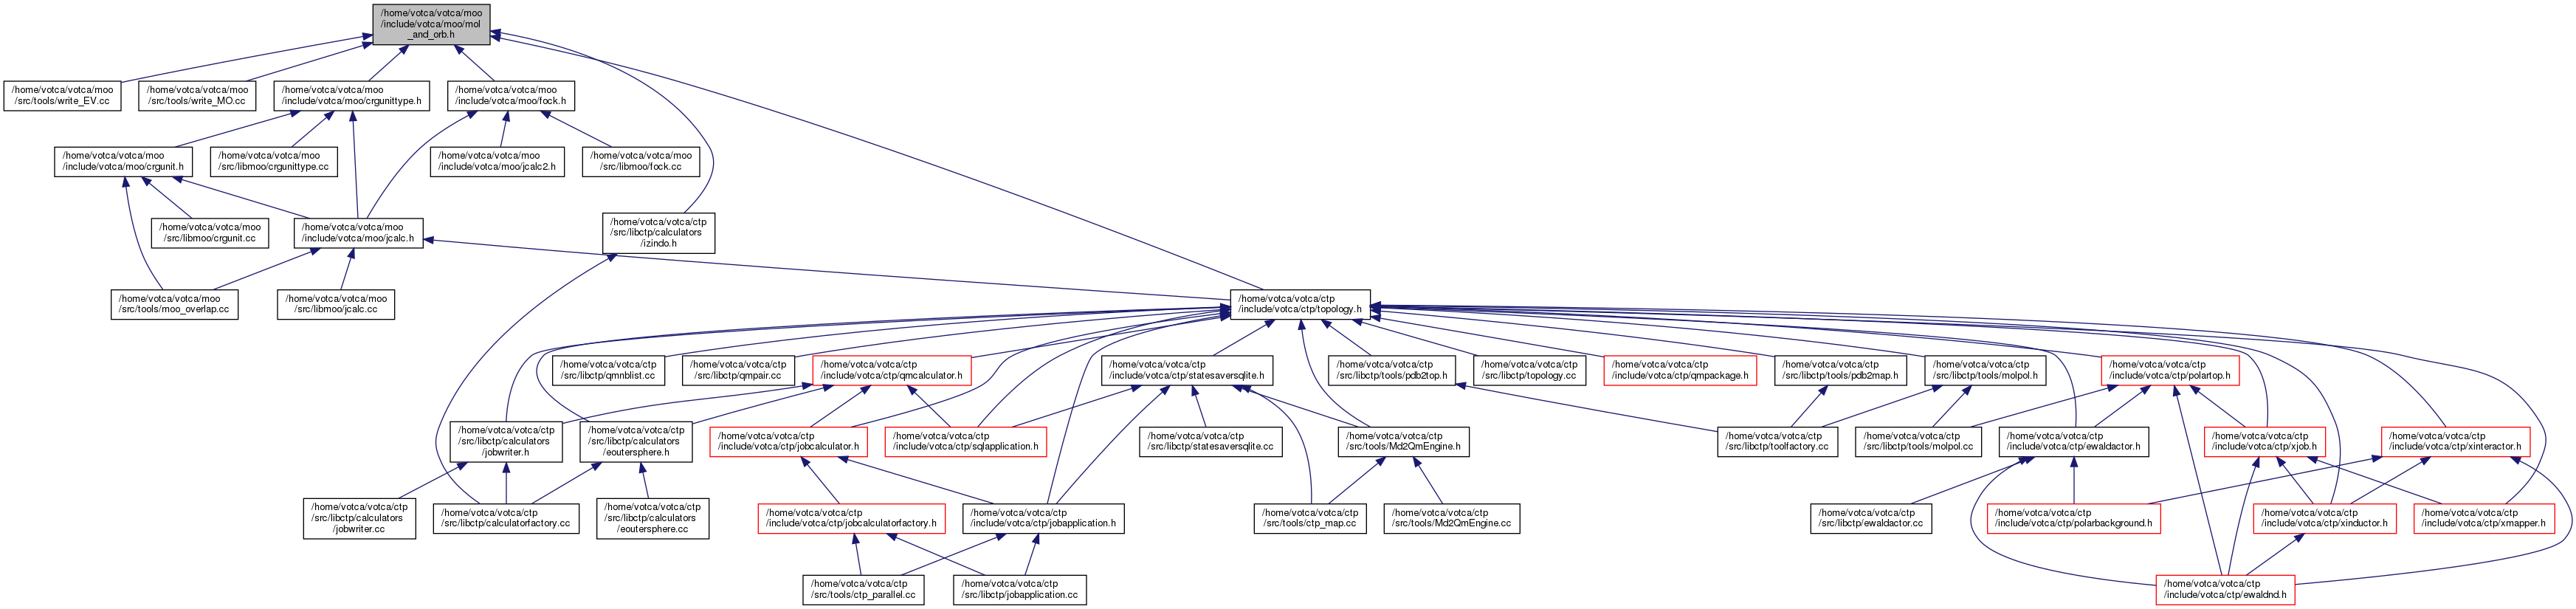 /home/votca/votca/moo
/include/votca/moo/mol
_and_orb.h
/home/votca/votca/moo
/src/tools/write_EV.cc
/home/votca/votca/moo
/src/tools/write_MO.cc
/home/votca/votca/moo
/include/votca/moo/crgunittype.h
/home/votca/votca/moo
/include/votca/moo/fock.h
/home/votca/votca/moo
/include/votca/moo/crgunit.h
/home/votca/votca/moo
/src/libmoo/crgunittype.cc
/home/votca/votca/moo
/include/votca/moo/jcalc2.h
/home/votca/votca/moo
/src/libmoo/fock.cc
/home/votca/votca/moo
/src/libmoo/crgunit.cc
/home/votca/votca/moo
/include/votca/moo/jcalc.h
/home/votca/votca/ctp
/src/libctp/calculators
/izindo.h
/home/votca/votca/moo
/src/tools/moo_overlap.cc
/home/votca/votca/moo
/src/libmoo/jcalc.cc
/home/votca/votca/ctp
/include/votca/ctp/topology.h
/home/votca/votca/ctp
/src/libctp/qmnblist.cc
/home/votca/votca/ctp
/src/libctp/qmpair.cc
/home/votca/votca/ctp
/include/votca/ctp/qmcalculator.h
/home/votca/votca/ctp
/include/votca/ctp/statesaversqlite.h
/home/votca/votca/ctp
/src/libctp/tools/pdb2top.h
/home/votca/votca/ctp
/src/libctp/topology.cc
/home/votca/votca/ctp
/include/votca/ctp/qmpackage.h
/home/votca/votca/ctp
/src/libctp/tools/pdb2map.h
/home/votca/votca/ctp
/src/libctp/tools/molpol.h
/home/votca/votca/ctp
/include/votca/ctp/polartop.h
/home/votca/votca/ctp
/src/libctp/calculators
/jobwriter.h
/home/votca/votca/ctp
/src/libctp/calculators
/eoutersphere.h
/home/votca/votca/ctp
/include/votca/ctp/jobcalculator.h
/home/votca/votca/ctp
/include/votca/ctp/sqlapplication.h
/home/votca/votca/ctp
/src/libctp/statesaversqlite.cc
/home/votca/votca/ctp
/src/tools/Md2QmEngine.h
/home/votca/votca/ctp
/src/libctp/toolfactory.cc
/home/votca/votca/ctp
/src/libctp/tools/molpol.cc
/home/votca/votca/ctp
/include/votca/ctp/ewaldactor.h
/home/votca/votca/ctp
/include/votca/ctp/xjob.h
/home/votca/votca/ctp
/include/votca/ctp/xinteractor.h
/home/votca/votca/ctp
/src/libctp/calculators
/jobwriter.cc
/home/votca/votca/ctp
/src/libctp/calculatorfactory.cc
/home/votca/votca/ctp
/src/libctp/calculators
/eoutersphere.cc
/home/votca/votca/ctp
/include/votca/ctp/jobcalculatorfactory.h
/home/votca/votca/ctp
/include/votca/ctp/jobapplication.h
/home/votca/votca/ctp
/src/tools/ctp_map.cc
/home/votca/votca/ctp
/src/tools/Md2QmEngine.cc
/home/votca/votca/ctp
/src/libctp/ewaldactor.cc
/home/votca/votca/ctp
/include/votca/ctp/polarbackground.h
/home/votca/votca/ctp
/include/votca/ctp/xinductor.h
/home/votca/votca/ctp
/include/votca/ctp/xmapper.h
/home/votca/votca/ctp
/src/tools/ctp_parallel.cc
/home/votca/votca/ctp
/src/libctp/jobapplication.cc
/home/votca/votca/ctp
/include/votca/ctp/ewaldnd.h